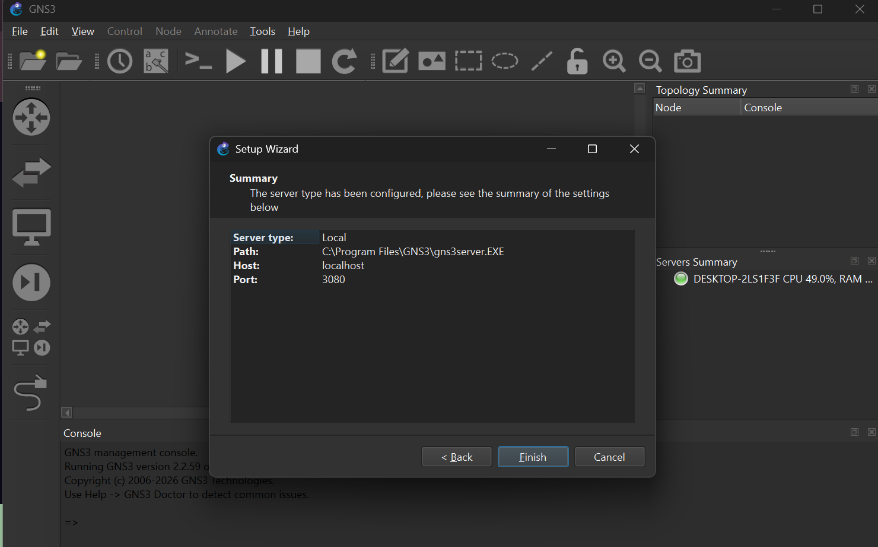 GNS3
File Edit View Control Node Annotate Tools Help
a c
b
Topology Summary
Node Console
Setup Wizard
Summary
The server type has been configured, please see the summary of the settings
below
Server type: Local
Path: C:\Program Files\GNS3\gns3server.EXE
Host: localhost
Port: 3080
< Back Finish Cancel
Servers Summary
DESKTOP-2LS1F3F CPU 49.0%, RAM ...
Console
GNS3 management console.
Running GNS3 version 2.2.59 o
Copyright (c) 2006-2026 GNS3 Technologies.
Use Help -> GNS3 Doctor to detect common issues.
=>